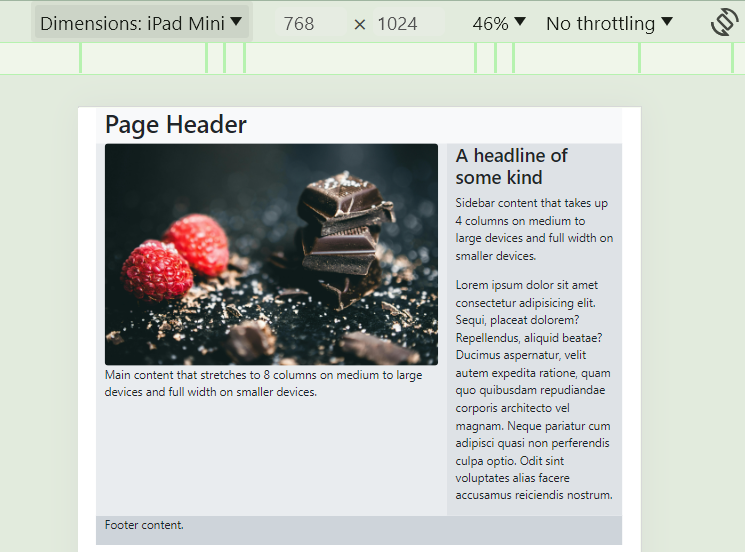 Dimensions: iPad Mini ▼ 768 × 1024 46% ▼ No throttling ▼
Page Header
A headline of
some kind
Sidebar content that takes up
4 columns on medium to
large devices and full width on
smaller devices.
Lorem ipsum dolor sit amet
consectetur adipisicing elit.
Sequi, placeat dolorem?
Repellendus, aliquid beatae?
Ducimus aspernatur, velit
autem expedita ratione, quam
quo quibusdam repudiandae
corporis architecto vel
magnam. Neque pariatur cum
adipisci quasi non perferendis
culpa optio. Odit sint
voluptates alias facere
accusamus reiciendis nostrum.
Main content that stretches to 8 columns on medium to large
devices and full width on smaller devices.
Footer content.